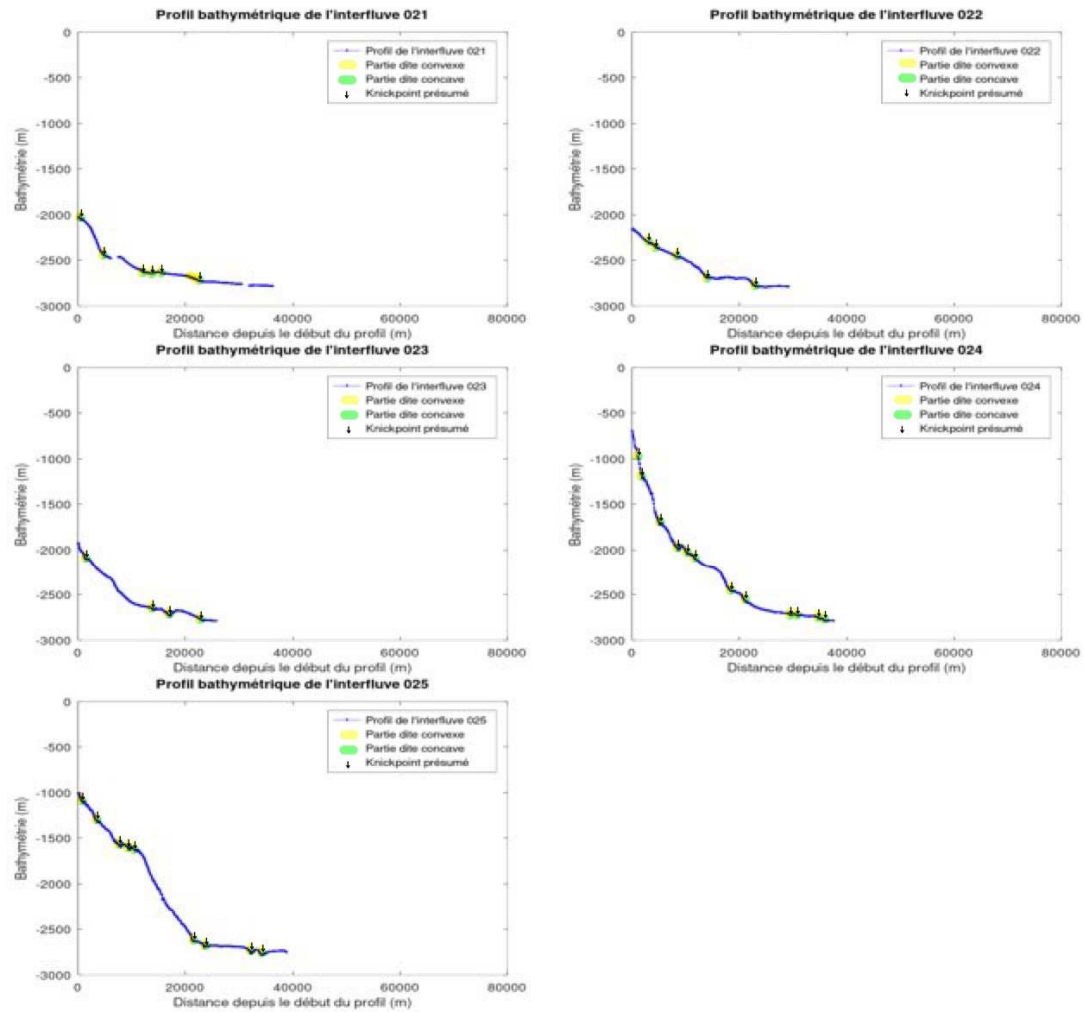 Profil bathymétrique de l'interfluve 021
0
-500
-1000
-1500
-2000
-2500
-3000
Bathymétrie (m)
Profil de l'interfluve 021
Partie dite convexe
Partie dite concave
Knickpoint présumé
0 20000 40000 60000 80000
Distance depuis le début du profil (m)
Profil bathymétrique de l'interfluve 022
0
-500
-1000
-1500
-2000
-2500
-3000
Bathymétrie (m)
Profil de l'interfluve 022
Partie dite convexe
Partie dite concave
Knickpoint présumé
0 20000 40000 60000 80000
Distance depuis le début du profil (m)
Profil bathymétrique de l'interfluve 023
0
-500
-1000
-1500
-2000
-2500
-3000
Bathymétrie (m)
Profil de l'interfluve 023
Partie dite convexe
Partie dite concave
Knickpoint présumé
0 20000 40000 60000 80000
Distance depuis le début du profil (m)
Profil bathymétrique de l'interfluve 024
0
-500
-1000
-1500
-2000
-2500
-3000
Bathymétrie (m)
Profil de l'interfluve 024
Partie dite convexe
Partie dite concave
Knickpoint présumé
0 20000 40000 60000 80000
Distance depuis le début du profil (m)
Profil bathymétrique de l'interfluve 025
0
-500
-1000
-1500
-2000
-2500
-3000
Bathymétrie (m)
Profil de l'interfluve 025
Partie dite convexe
Partie dite concave
Knickpoint présumé
0 20000 40000 60000 80000
Distance depuis le début du profil (m)